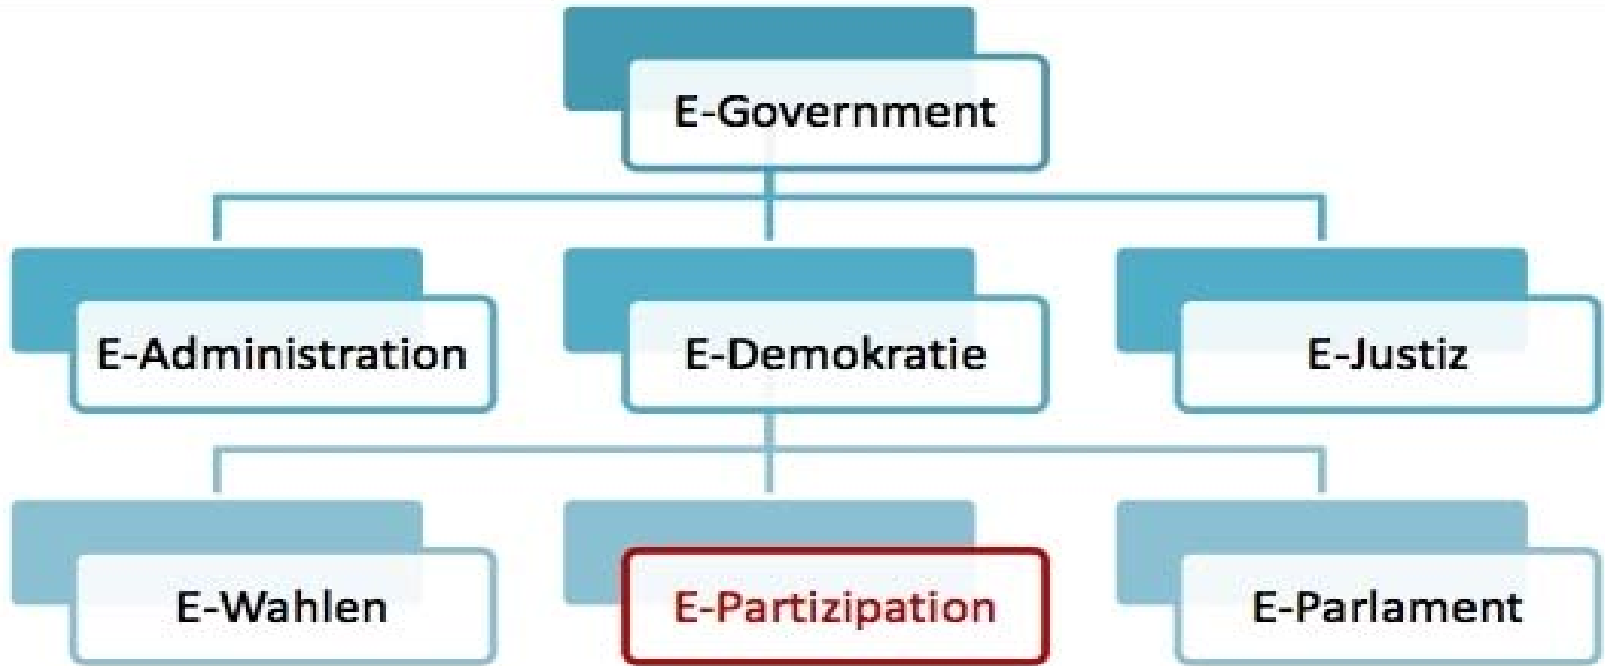 E-Government
E-Administration
E-Demokratie
E-Justiz
E-Wahlen
E-Partizipation
E-Parlament